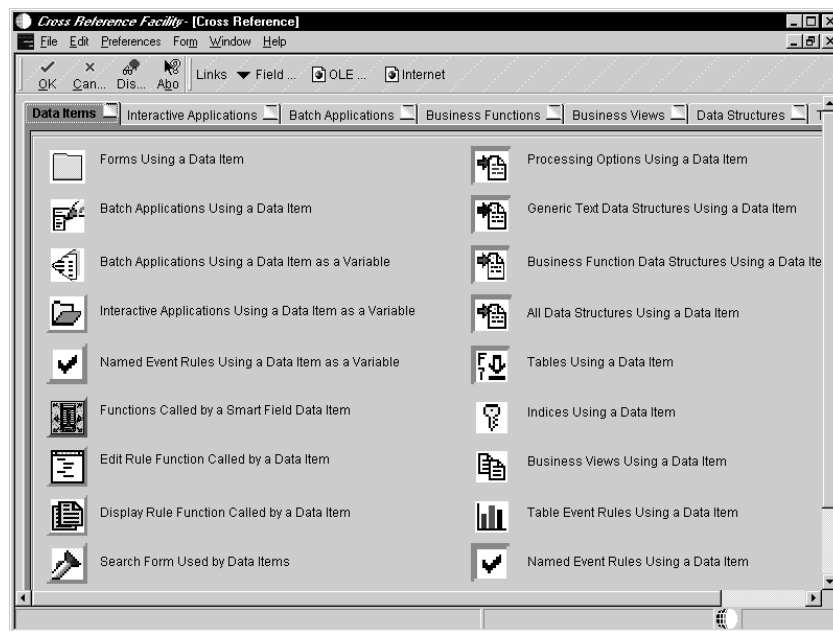 Cross Reference Facility - [Cross Reference]
File Edit Preferences Form Window Help
OK Can... Dis... Abo Links Field ... OLE ... Internet
Data Items Interactive Applications Batch Applications Business Functions Business Views Data Structures T
Forms Using a Data Item
Batch Applications Using a Data Item
Batch Applications Using a Data Item as a Variable
Interactive Applications Using a Data Item as a Variable
Named Event Rules Using a Data Item as a Variable
Functions Called by a Smart Field Data Item
Edit Rule Function Called by a Data Item
Display Rule Function Called by a Data Item
Search Form Used by Data Items
Processing Options Using a Data Item
Generic Text Data Structures Using a Data Item
Business Function Data Structures Using a Data Ite
All Data Structures Using a Data Item
Tables Using a Data Item
Indices Using a Data Item
Business Views Using a Data Item
Table Event Rules Using a Data Item
Named Event Rules Using a Data Item